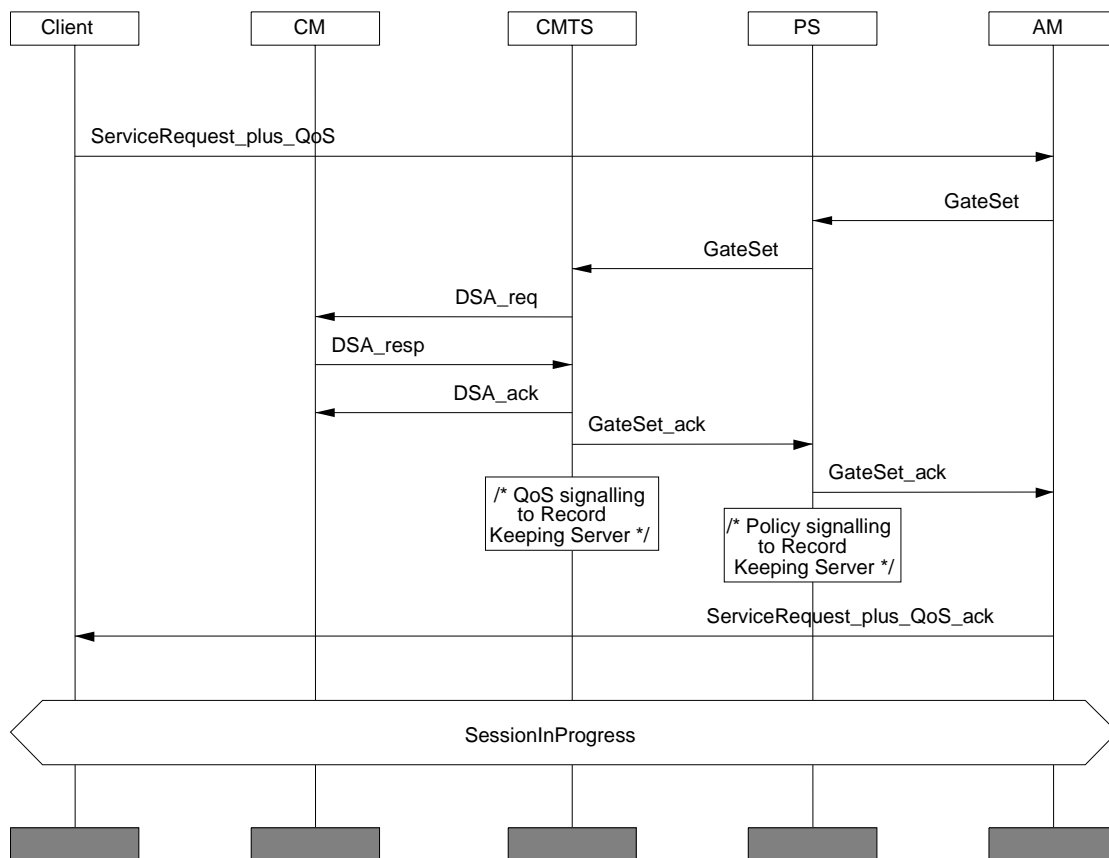 Client
CM
CMTS
PS
AM
ServiceRequest_plus_QoS
GateSet
GateSet
DSA_req
DSA_resp
DSA_ack
GateSet_ack
GateSet_ack
/* QoS signalling
to Record
Keeping Server */
/* Policy signalling
to Record
Keeping Server */
ServiceRequest_plus_QoS_ack
SessionInProgress